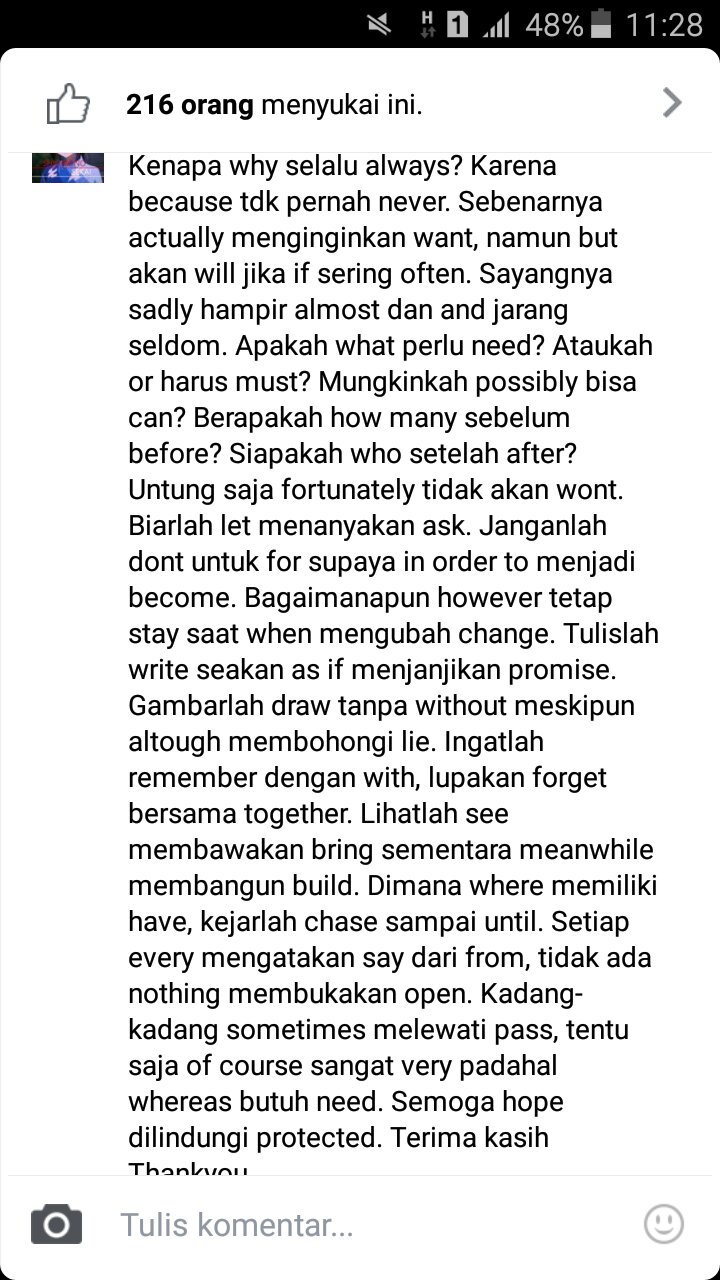 H
1
48%
11:28
216 orang menyukai ini.
Kenapa why selalu always? Karena
because tdk pernah never. Sebenarnya
actually menginginkan want, namun but
akan will jika if sering often. Sayangnya
sadly hampir almost dan and jarang
seldom. Apakah what perlu need? Ataukah
or harus must? Mungkinkah possibly bisa
can? Berapakah how many sebelum
before? Siapakah who setelah after?
Untung saja fortunately tidak akan wont.
Biarlah let menanyakan ask. Janganlah
dont untuk for supaya in order to menjadi
become. Bagaimanapun however tetap
stay saat when mengubah change. Tulislah
write seakan as if menjanjikan promise.
Gambarlah draw tanpa without meskipun
altough membohongi lie. Ingatlah
remember dengan with, lupakan forget
bersama together. Lihatlah see
membawakan bring sementara meanwhile
membangun build. Dimana where memiliki
have, kejarlah chase sampai until. Setiap
every mengatakan say dari from, tidak ada
nothing membukakan open. Kadang-
kadang sometimes melewati pass, tentu
saja of course sangat very padahal
whereas butuh need. Semoga hope
dilindungi protected. Terima kasih
Thankyou
Tulis komentar...